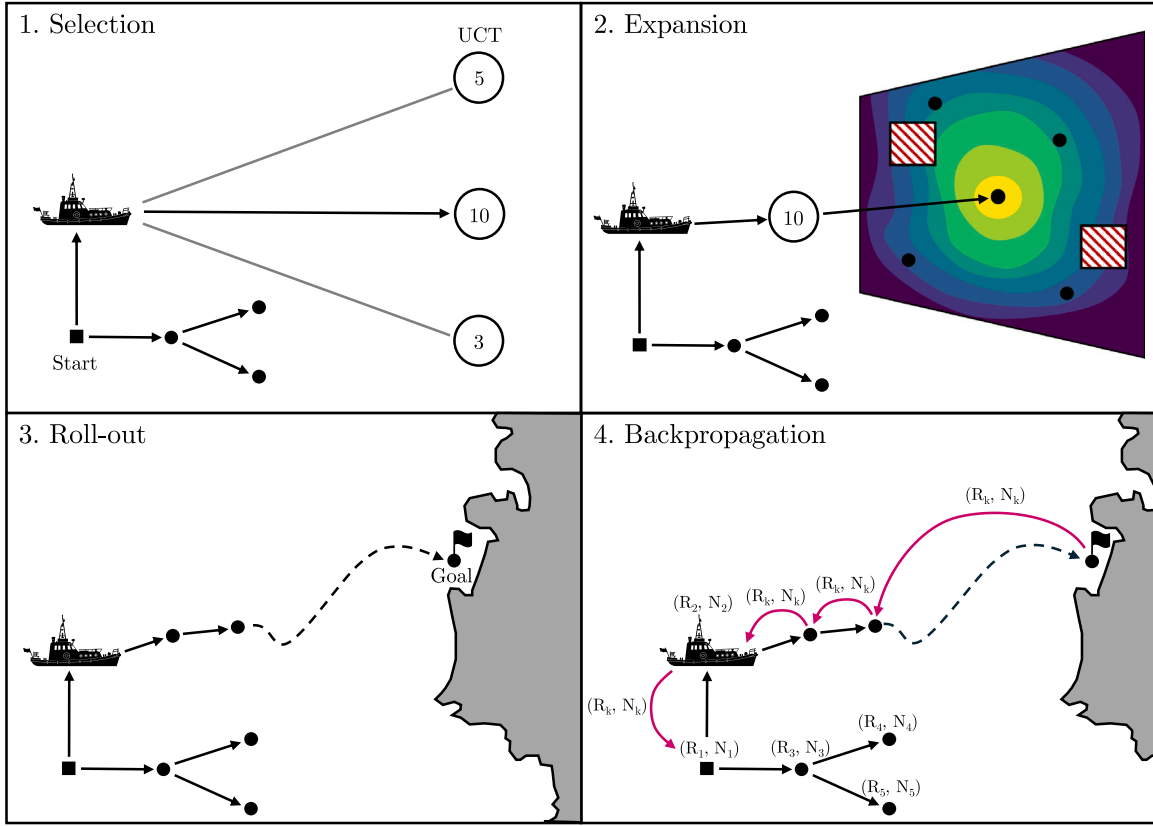 1. Selection
UCT
5
10
3
Start
2. Expansion
10
3. Roll-out
Goal
4. Backpropagation
(Rₖ, Nₖ)
(Rₖ, Nₖ)
(Rₖ, Nₖ)
(R₂, N₂)
(Rₖ, Nₖ)
(R₁, N₁)
(R₃, N₃)
(R₄, N₄)
(R₅, N₅)